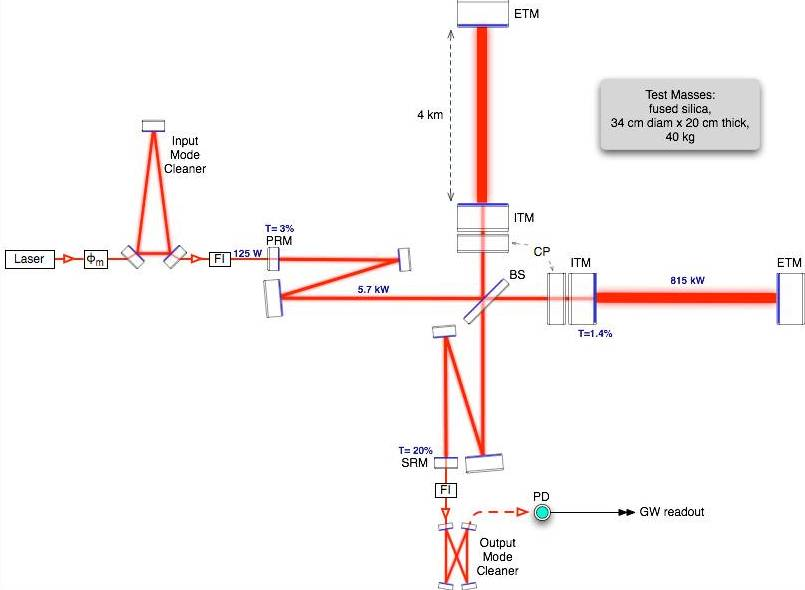 ETM
4 km
Test Masses:
fused silica,
34 cm diam x 20 cm thick,
40 kg
Input
Mode
Cleaner
ITM
T= 3%
PRM
Laser
Φm
FI
125 W
CP
ITM
ETM
BS
5.7 kW
815 kW
T=1.4%
T= 20%
SRM
FI
PD
GW readout
Output
Mode
Cleaner